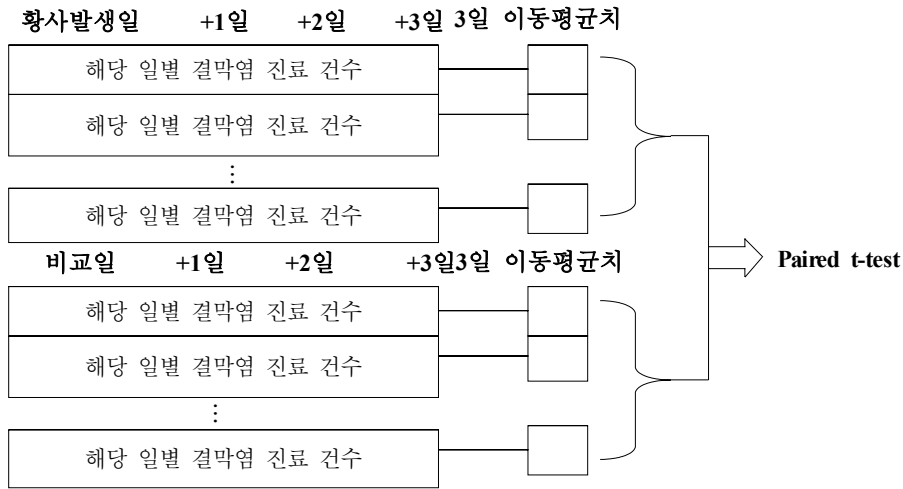 황사발생일 +1일 +2일 +3일 3일 이동평균치
해당 일별 결막염 진료 건수
해당 일별 결막염 진료 건수
⋮
해당 일별 결막염 진료 건수
비교일 +1일 +2일 +3일3일 이동평균치
Paired t-test
해당 일별 결막염 진료 건수
해당 일별 결막염 진료 건수
⋮
해당 일별 결막염 진료 건수